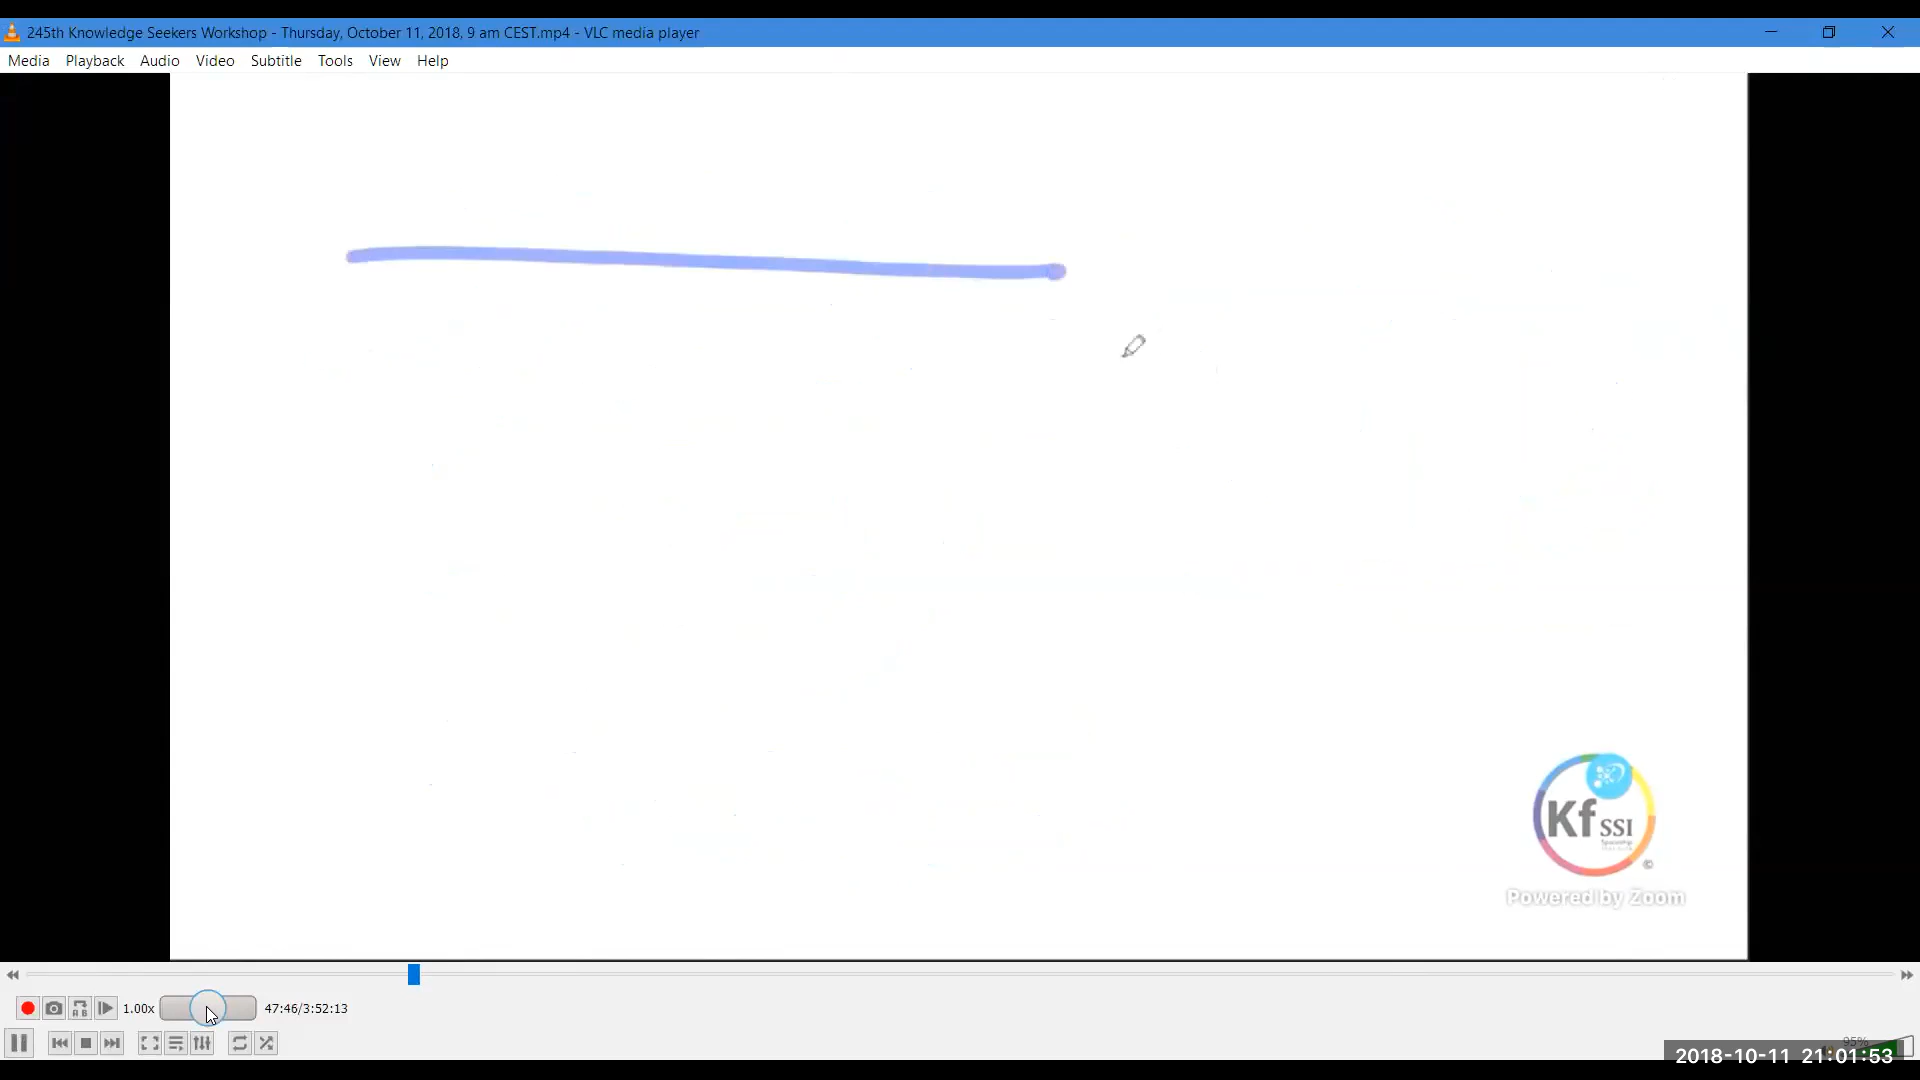 245th Knowledge Seekers Workshop - Thursday, October 11, 2018, 9 am CEST.mp4 - VLC media player
Media Playback Audio Video Subtitle Tools View Help
Kf SSI
©
Powered by Zoom
1.00x 47:46/3:52:13
95%
2018-10-11 21:01:53